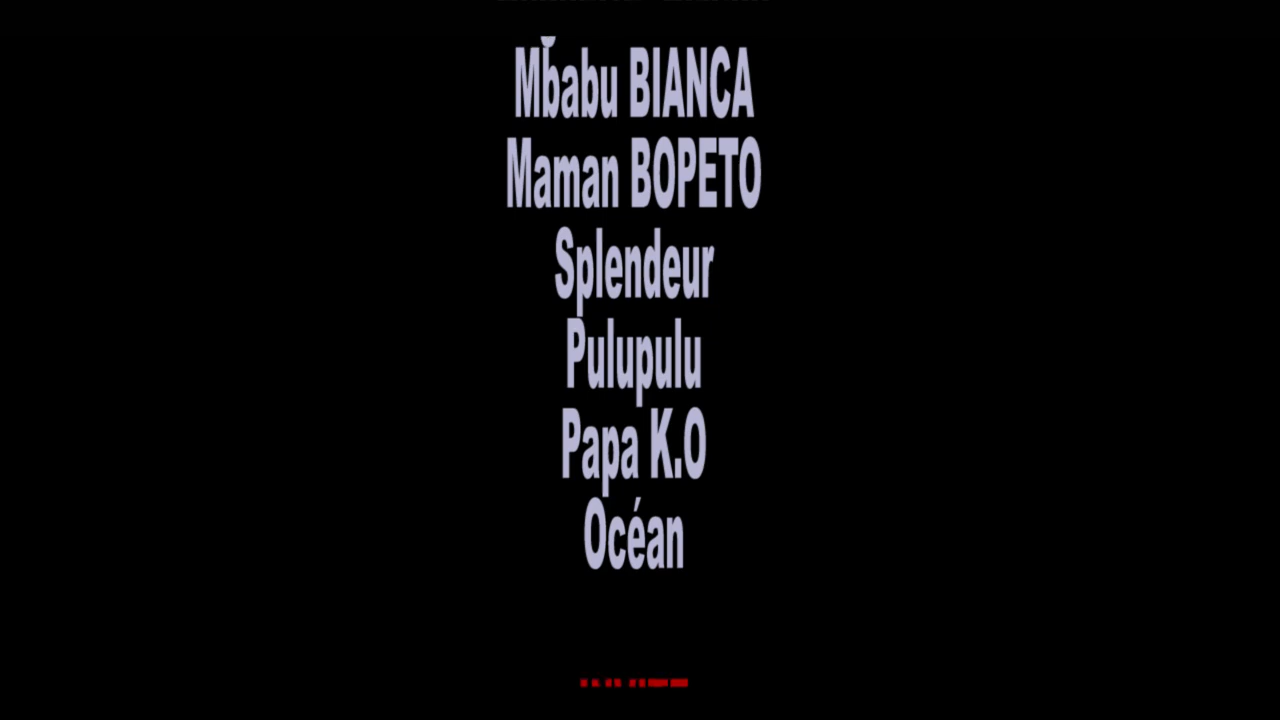 Mbabu BIANCA
Maman BOPETO
Splendeur
Pulupulu
Papa K.O
Océan